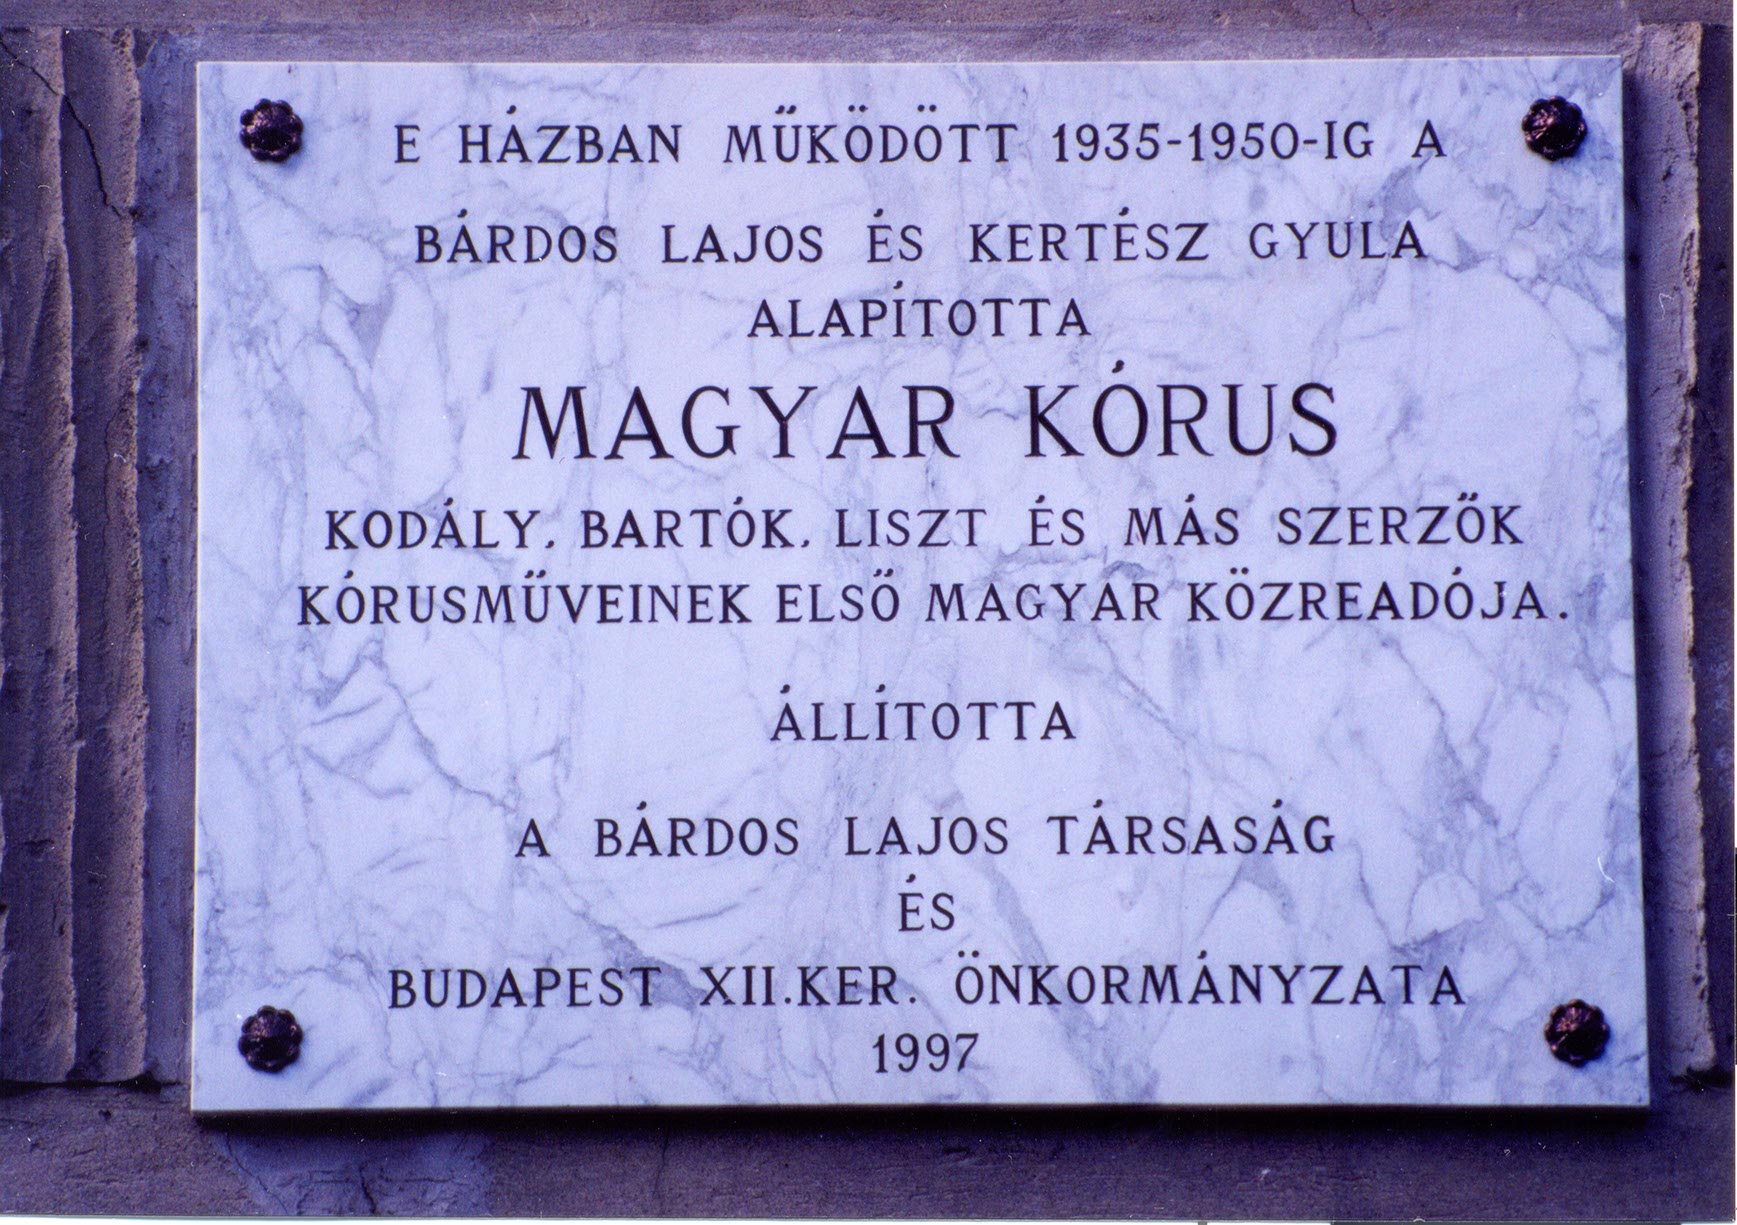 E HÁZBAN MŰKÖDÖTT 1935-1950-IG A
BÁRDOS LAJOS ÉS KERTÉSZ GYULA
ALAPÍTOTTA
MAGYAR KÓRUS
KODÁLY, BARTÓK, LISZT ÉS MÁS SZERZŐK
KÓRUSMŰVEINEK ELSŐ MAGYAR KÖZREADÓJA.
ÁLLÍTOTTA
A BÁRDOS LAJOS TÁRSASÁG
ÉS
BUDAPEST XII.KER. ÖNKORMÁNYZATA
1997